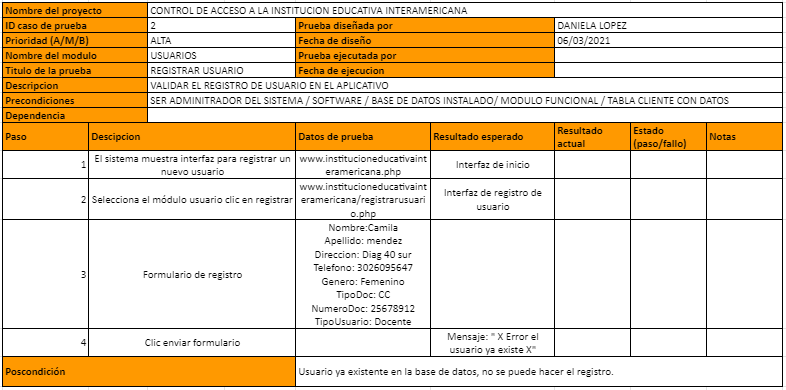 Nombre del proyecto CONTROL DE ACCESO A LA INSTITUCION EDUCATIVA INTERAMERICANA
ID caso de prueba 2 Prueba diseñada por DANIELA LOPEZ
Prioridad (A/M/B) ALTA Fecha de diseño 06/03/2021
Nombre del modulo USUARIOS Prueba ejecutada por
Titulo de la prueba REGISTRAR USUARIO Fecha de ejecucion
Descripcion VALIDAR EL REGISTRO DE USUARIO EN EL APLICATIVO
Precondiciones SER ADMINITRADOR DEL SISTEMA / SOFTWARE / BASE DE DATOS INSTALADO/ MODULO FUNCIONAL / TABLA CLIENTE CON DATOS
Dependencia
Paso Descipcion Datos de prueba Resultado esperado Resultado actual Estado (paso/fallo) Notas
1 El sistema muestra interfaz para registrar un nuevo usuario www.institucioneducativainteramericana.php Interfaz de inicio
2 Selecciona el módulo usuario clic en registrar www.institucioneducativainteramericana/registrarusuario.php Interfaz de registro de usuario
3 Formulario de registro
Nombre:Camila
Apellido: mendez
Direccion: Diag 40 sur
Telefono: 3026095647
Genero: Femenino
TipoDoc: CC
NumeroDoc: 25678912
TipoUsuario: Docente
4 Clic enviar formulario Mensaje: " X Error el usuario ya existe X"
Poscondición Usuario ya existente en la base de datos, no se puede hacer el registro.